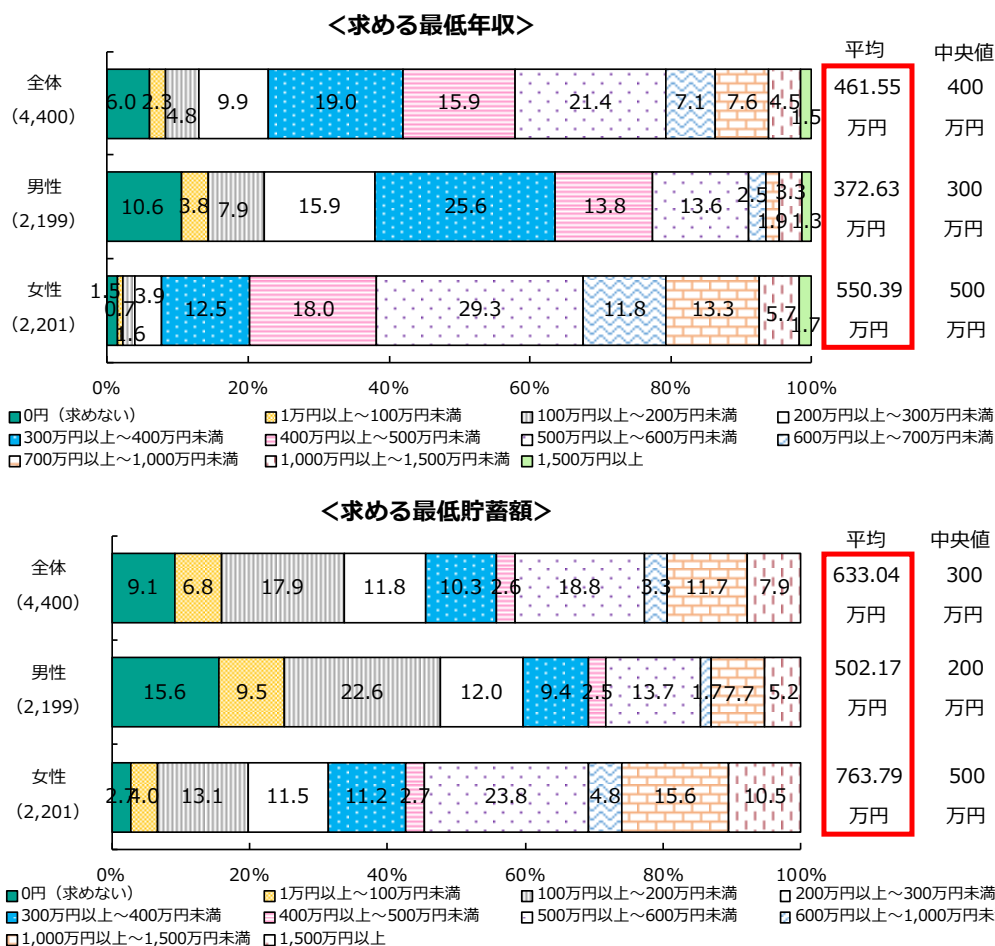 ＜求める最低年収＞
平均 中央値
全体 6.0 2.3 4.8 9.9 19.0 15.9 21.4 7.1 7.6 4.5 1.5 461.55 400
(4,400) 万円 万円
男性 10.6 3.8 7.9 15.9 25.6 13.8 13.6 2.5 1.9 3.3 1.3 372.63 300
(2,199) 万円 万円
女性 1.5 0.7 1.6 3.9 12.5 18.0 29.3 11.8 13.3 5.7 1.7 550.39 500
(2,201) 万円 万円
0% 20% 40% 60% 80% 100%
0円（求めない） 1万円以上～100万円未満 100万円以上～200万円未満 200万円以上～300万円未満
300万円以上～400万円未満 400万円以上～500万円未満 500万円以上～600万円未満 600万円以上～700万円未満
700万円以上～1,000万円未満 1,000万円以上～1,500万円未満 1,500万円以上
＜求める最低貯蓄額＞
平均 中央値
全体 9.1 6.8 17.9 11.8 10.3 2.6 18.8 3.3 11.7 7.9 633.04 300
(4,400) 万円 万円
男性 15.6 9.5 22.6 12.0 9.4 2.5 13.7 1.7 7.7 5.2 502.17 200
(2,199) 万円 万円
女性 2.7 4.0 13.1 11.5 11.2 2.7 23.8 4.8 15.6 10.5 763.79 500
(2,201) 万円 万円
0% 20% 40% 60% 80% 100%
0円（求めない） 1万円以上～100万円未満 100万円以上～200万円未満 200万円以上～300万円未満
300万円以上～400万円未満 400万円以上～500万円未満 500万円以上～600万円未満 600万円以上～1,000万円未
1,000万円以上～1,500万円未満 1,500万円以上